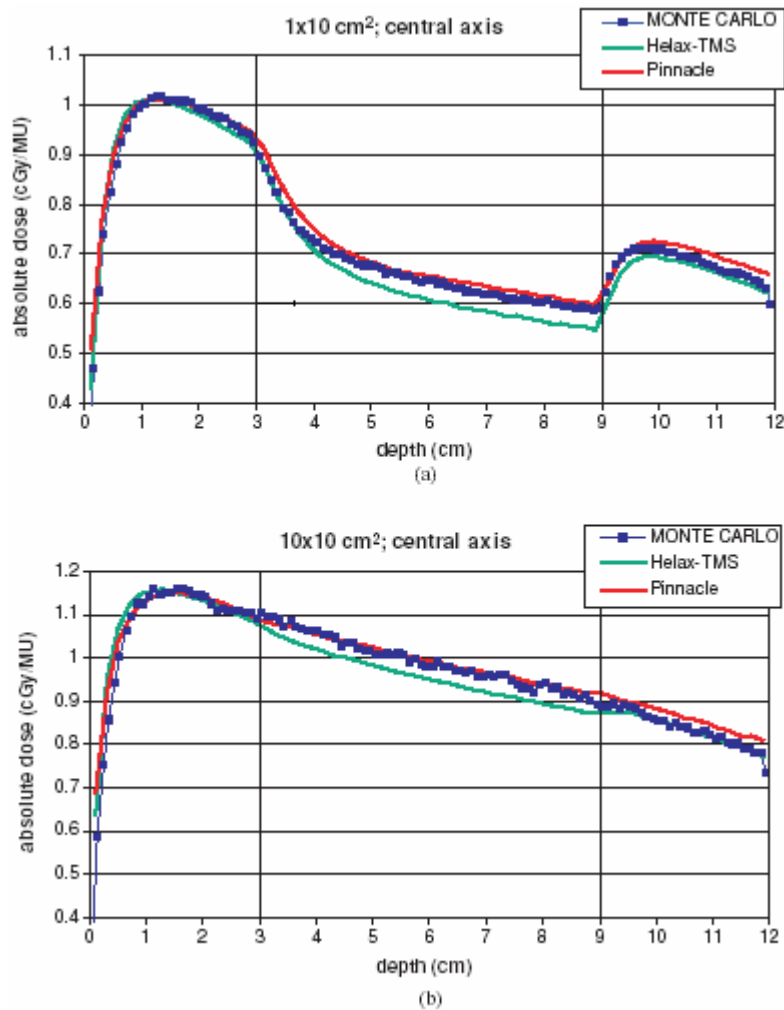 1x10 cm²; central axis
MONTE CARLO
Helax-TMS
Pinnacle
absolute dose (cGy/MU)
1.1
1
0.9
0.8
0.7
0.6
0.5
0.4
0 1 2 3 4 5 6 7 8 9 10 11 12
depth (cm)
(a)
10x10 cm²; central axis
MONTE CARLO
Helax-TMS
Pinnacle
absolute dose (cGy/MU)
1.2
1.1
1
0.9
0.8
0.7
0.6
0.5
0.4
0 1 2 3 4 5 6 7 8 9 10 11 12
depth (cm)
(b)